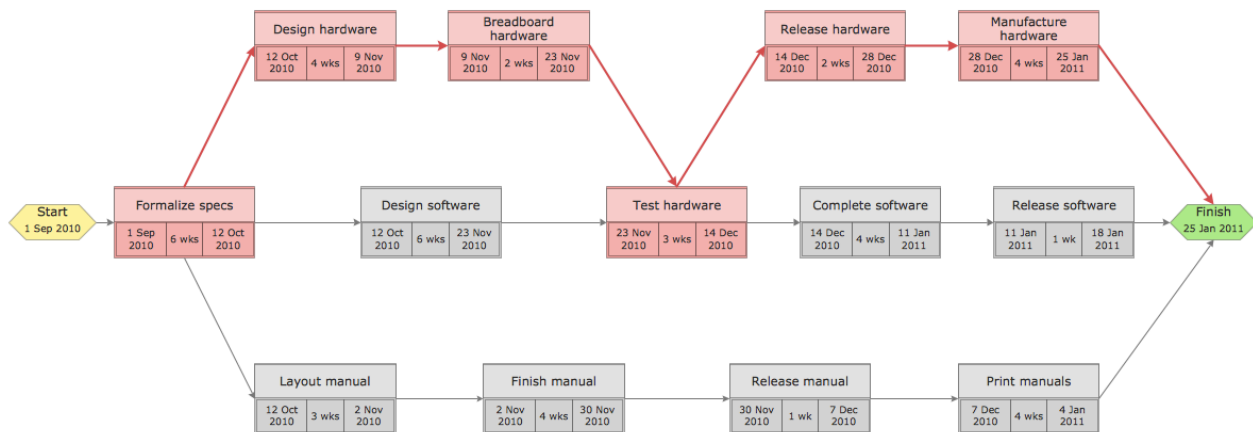 Design hardware
12 Oct 2010 4 wks 9 Nov 2010
Breadboard
hardware
9 Nov 2010 2 wks 23 Nov 2010
Release hardware
14 Dec 2010 2 wks 28 Dec 2010
Manufacture
hardware
28 Dec 2010 4 wks 25 Jan 2011
Start
1 Sep 2010
Formalize specs
1 Sep 2010 6 wks 12 Oct 2010
Design software
12 Oct 2010 6 wks 23 Nov 2010
Test hardware
23 Nov 2010 3 wks 14 Dec 2010
Complete software
14 Dec 2010 4 wks 11 Jan 2011
Release software
11 Jan 2011 1 wk 18 Jan 2011
Finish
25 Jan 2011
Layout manual
12 Oct 2010 3 wks 2 Nov 2010
Finish manual
2 Nov 2010 4 wks 30 Nov 2010
Release manual
30 Nov 2010 1 wk 7 Dec 2010
Print manuals
7 Dec 2010 4 wks 4 Jan 2011